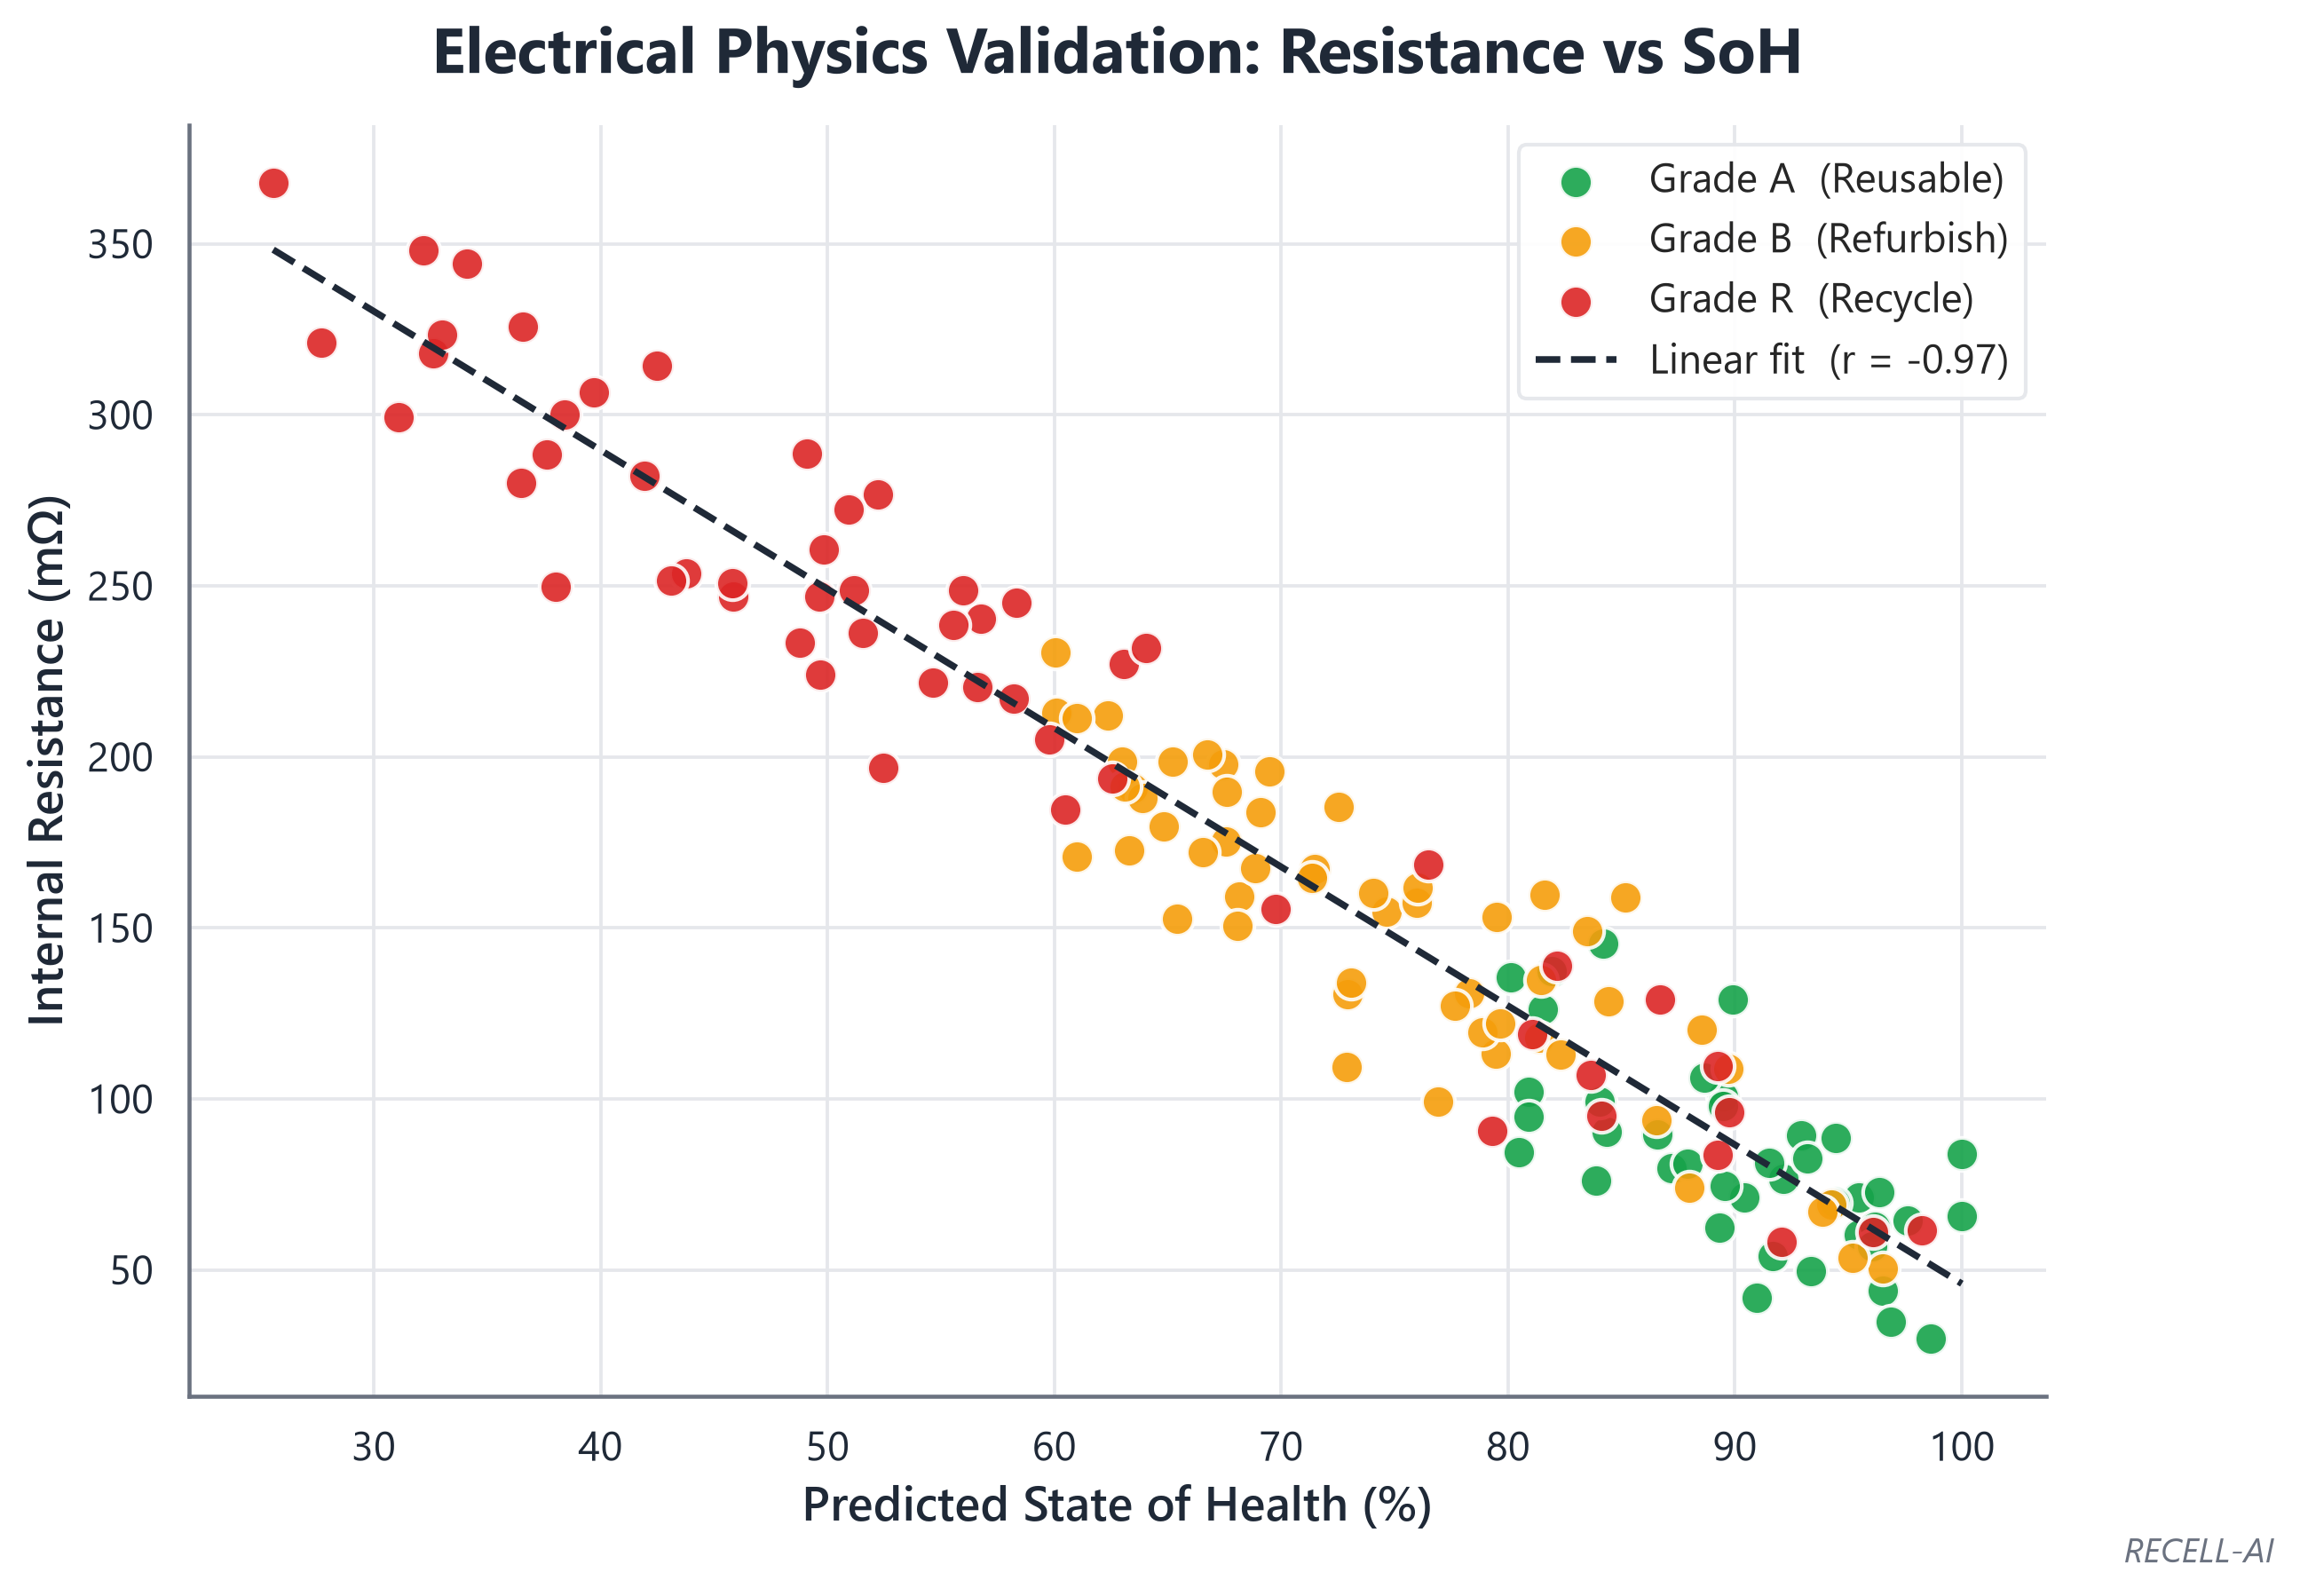 Electrical Physics Validation: Resistance vs SoH
Grade A (Reusable)
Grade B (Refurbish)
Grade R (Recycle)
Linear fit (r = -0.97)
Internal Resistance (mΩ)
350
300
250
200
150
100
50
30 40 50 60 70 80 90 100
Predicted State of Health (%)
RECELL-AI